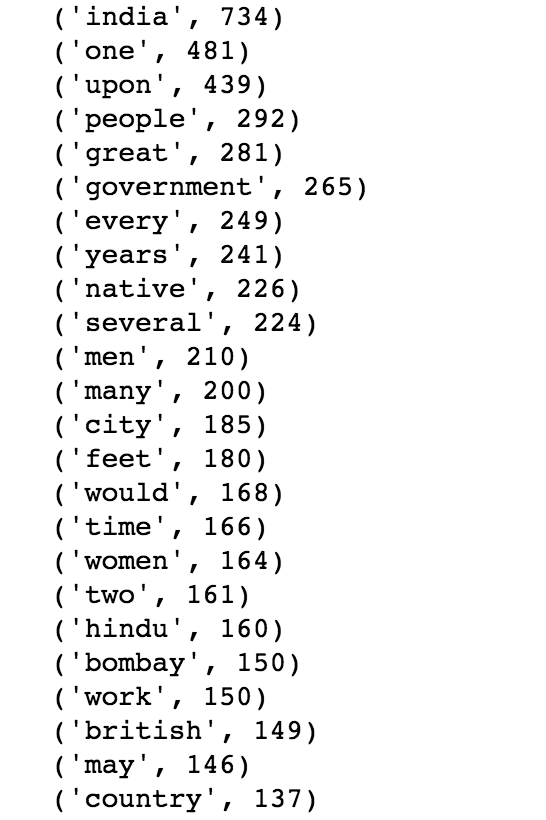 ('india', 734)
('one', 481)
('upon', 439)
('people', 292)
('great', 281)
('government', 265)
('every', 249)
('years', 241)
('native', 226)
('several', 224)
('men', 210)
('many', 200)
('city', 185)
('feet', 180)
('would', 168)
('time', 166)
('women', 164)
('two', 161)
('hindu', 160)
('bombay', 150)
('work', 150)
('british', 149)
('may', 146)
('country', 137)